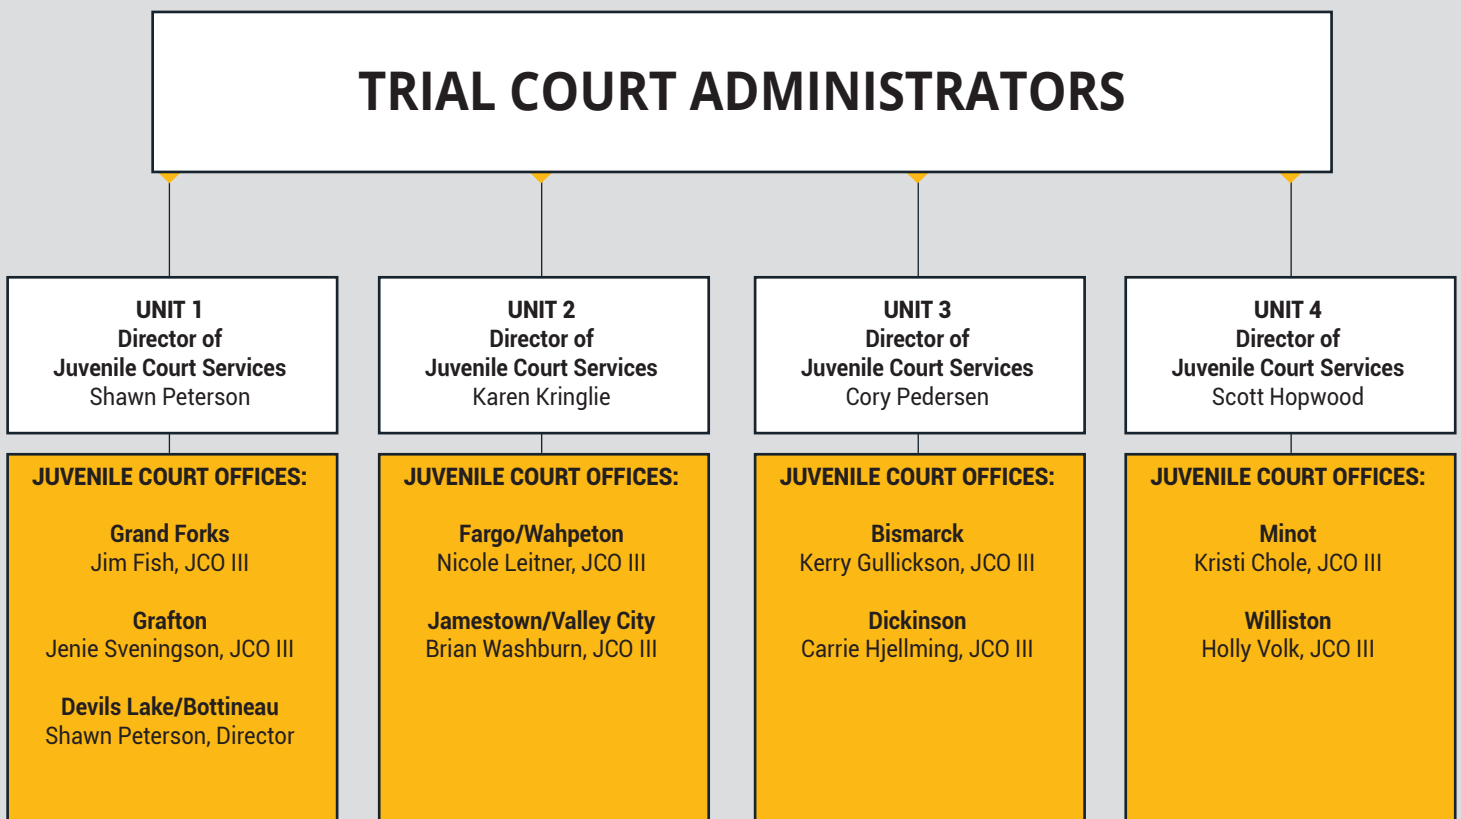 TRIAL COURT ADMINISTRATORS
UNIT 1
Director of
Juvenile Court Services
Shawn Peterson
JUVENILE COURT OFFICES:
Grand Forks
Jim Fish, JCO III
Grafton
Jenie Sveningson, JCO III
Devils Lake/Bottineau
Shawn Peterson, Director
UNIT 2
Director of
Juvenile Court Services
Karen Kringlie
JUVENILE COURT OFFICES:
Fargo/Wahpeton
Nicole Leitner, JCO III
Jamestown/Valley City
Brian Washburn, JCO III
UNIT 3
Director of
Juvenile Court Services
Cory Pedersen
JUVENILE COURT OFFICES:
Bismarck
Kerry Gullickson, JCO III
Dickinson
Carrie Hjellming, JCO III
UNIT 4
Director of
Juvenile Court Services
Scott Hopwood
JUVENILE COURT OFFICES:
Minot
Kristi Chole, JCO III
Williston
Holly Volk, JCO III